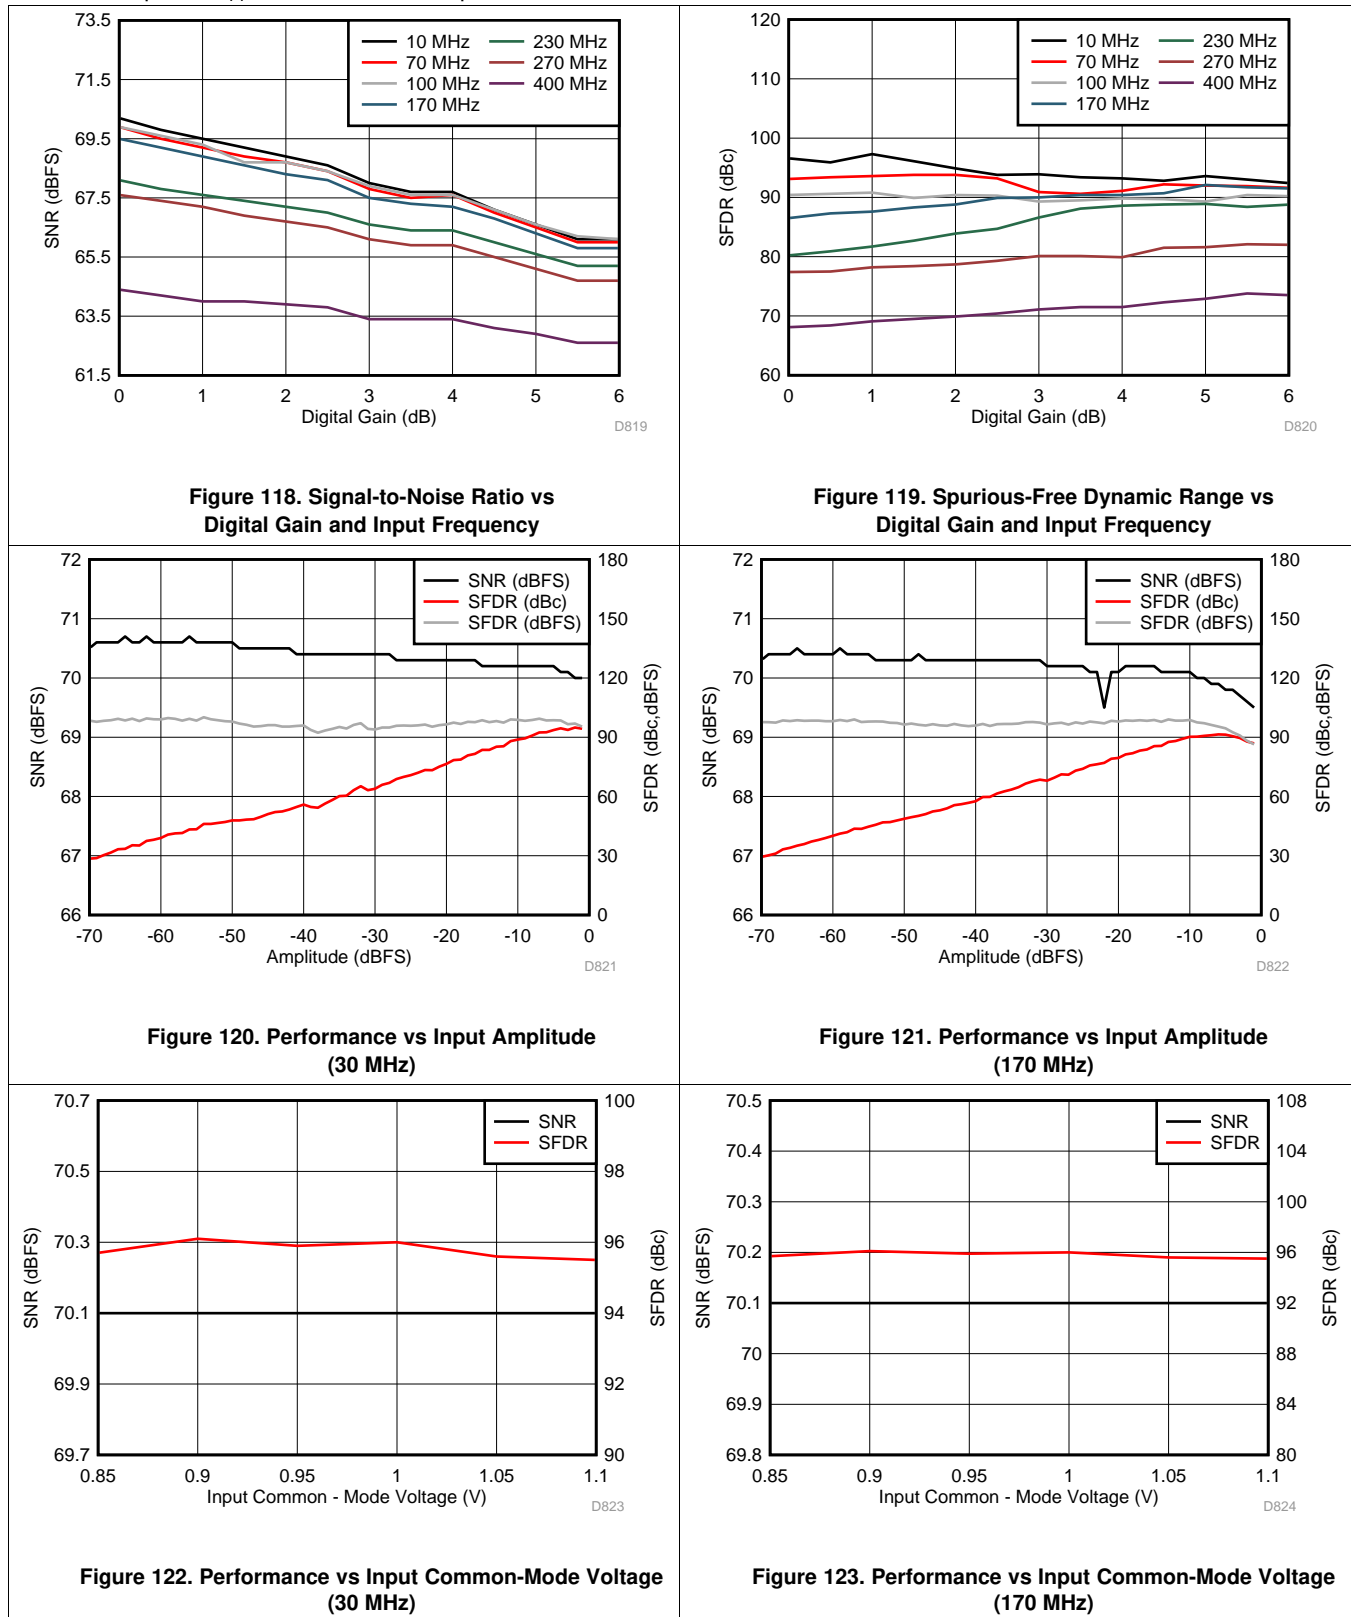 73.5
71.5
69.5
67.5
65.5
63.5
61.5
SNR (dBFS)
0 1 2 3 4 5 6
Digital Gain (dB)
10 MHz
70 MHz
100 MHz
170 MHz
230 MHz
270 MHz
400 MHz
D819
Figure 118. Signal-to-Noise Ratio vs
Digital Gain and Input Frequency
120
110
100
90
80
70
60
SFDR (dBc)
0 1 2 3 4 5 6
Digital Gain (dB)
10 MHz
70 MHz
100 MHz
170 MHz
230 MHz
270 MHz
400 MHz
D820
Figure 119. Spurious-Free Dynamic Range vs
Digital Gain and Input Frequency
72
71
70
69
68
67
66
SNR (dBFS)
180
150
120
90
60
30
0
SFDR (dBc,dBFS)
-70 -60 -50 -40 -30 -20 -10 0
Amplitude (dBFS)
SNR (dBFS)
SFDR (dBc)
SFDR (dBFS)
D821
Figure 120. Performance vs Input Amplitude
(30 MHz)
72
71
70
69
68
67
66
SNR (dBFS)
180
150
120
90
60
30
0
SFDR (dBc,dBFS)
-70 -60 -50 -40 -30 -20 -10 0
Amplitude (dBFS)
SNR (dBFS)
SFDR (dBc)
SFDR (dBFS)
D822
Figure 121. Performance vs Input Amplitude
(170 MHz)
70.7
70.5
70.3
70.1
69.9
69.7
SNR (dBFS)
100
98
96
94
92
90
SFDR (dBc)
0.85 0.9 0.95 1 1.05 1.1
Input Common - Mode Voltage (V)
SNR
SFDR
D823
Figure 122. Performance vs Input Common-Mode Voltage
(30 MHz)
70.5
70.4
70.3
70.2
70.1
70
69.9
69.8
SNR (dBFS)
108
104
100
96
92
88
84
80
SFDR (dBc)
0.85 0.9 0.95 1 1.05 1.1
Input Common - Mode Voltage (V)
SNR
SFDR
D824
Figure 123. Performance vs Input Common-Mode Voltage
(170 MHz)